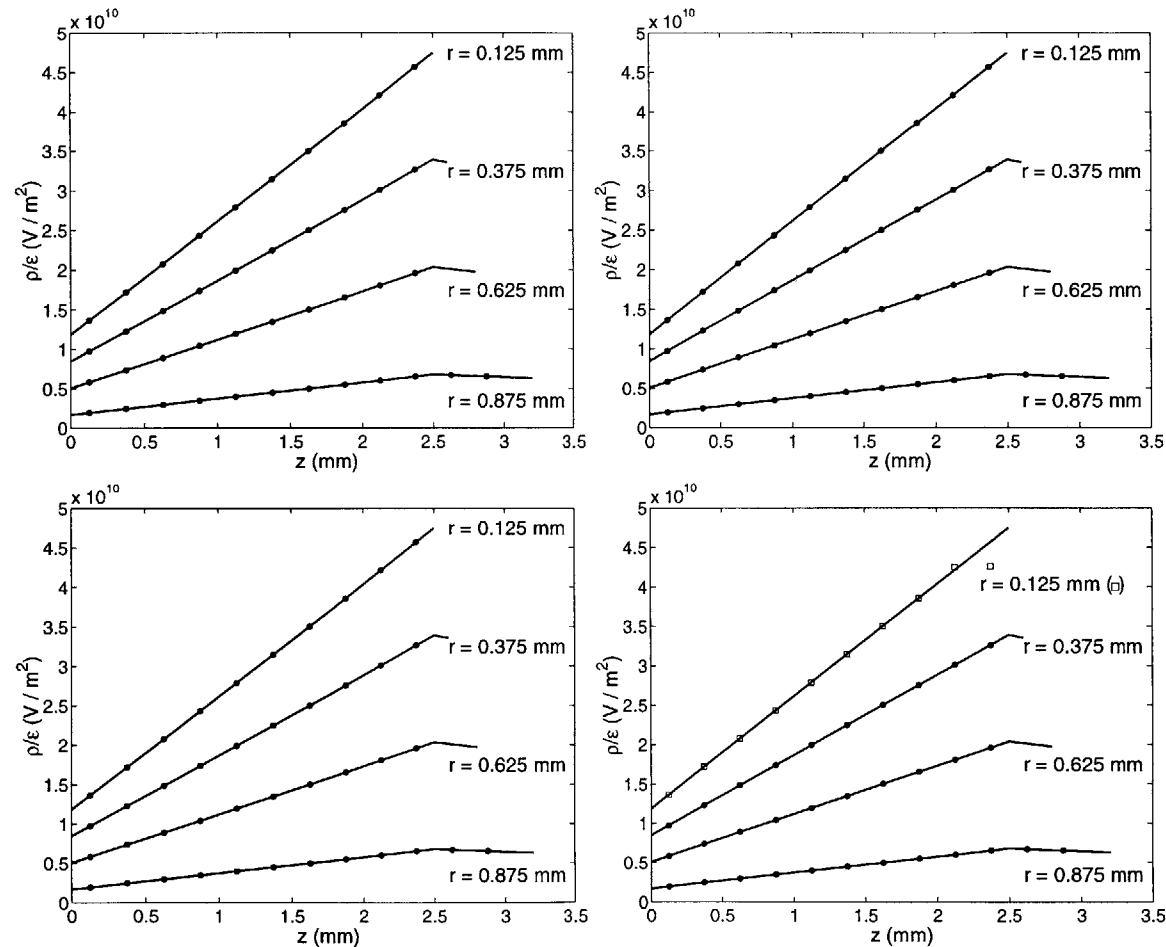 x 10^10
5
4.5
4
3.5
3
2.5
2
1.5
1
0.5
0
ρ/ε (V / m²)
r = 0.125 mm
r = 0.375 mm
r = 0.625 mm
r = 0.875 mm
0 0.5 1 1.5 2 2.5 3 3.5
z (mm)
x 10^10
5
4.5
4
3.5
3
2.5
2
1.5
1
0.5
0
ρ/ε (V / m²)
r = 0.125 mm
r = 0.375 mm
r = 0.625 mm
r = 0.875 mm
0 0.5 1 1.5 2 2.5 3 3.5
z (mm)
x 10^10
5
4.5
4
3.5
3
2.5
2
1.5
1
0.5
0
ρ/ε (V / m²)
r = 0.125 mm
r = 0.375 mm
r = 0.625 mm
r = 0.875 mm
0 0.5 1 1.5 2 2.5 3 3.5
z (mm)
x 10^10
5
4.5
4
3.5
3
2.5
2
1.5
1
0.5
0
ρ/ε (V / m²)
r = 0.125 mm (□)
r = 0.375 mm
r = 0.625 mm
r = 0.875 mm
0 0.5 1 1.5 2 2.5 3 3.5
z (mm)